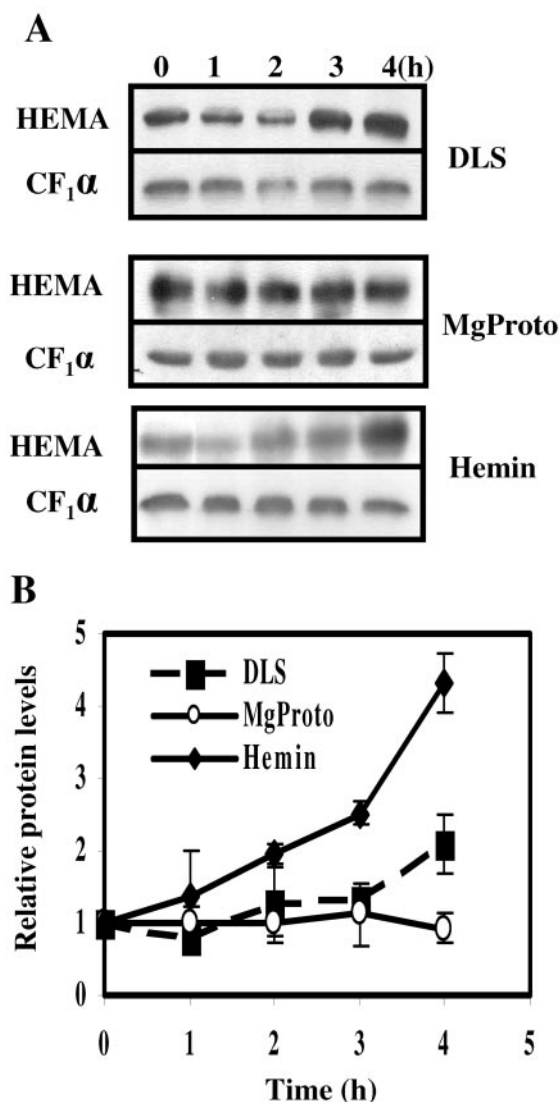 A
0 1 2 3 4(h)
HEMA
CF₁α
DLS
HEMA
CF₁α
MgProto
HEMA
CF₁α
Hemin
B
Relative protein levels
5
4
3
2
1
0
DLS
MgProto
Hemin
0 1 2 3 4 5
Time (h)